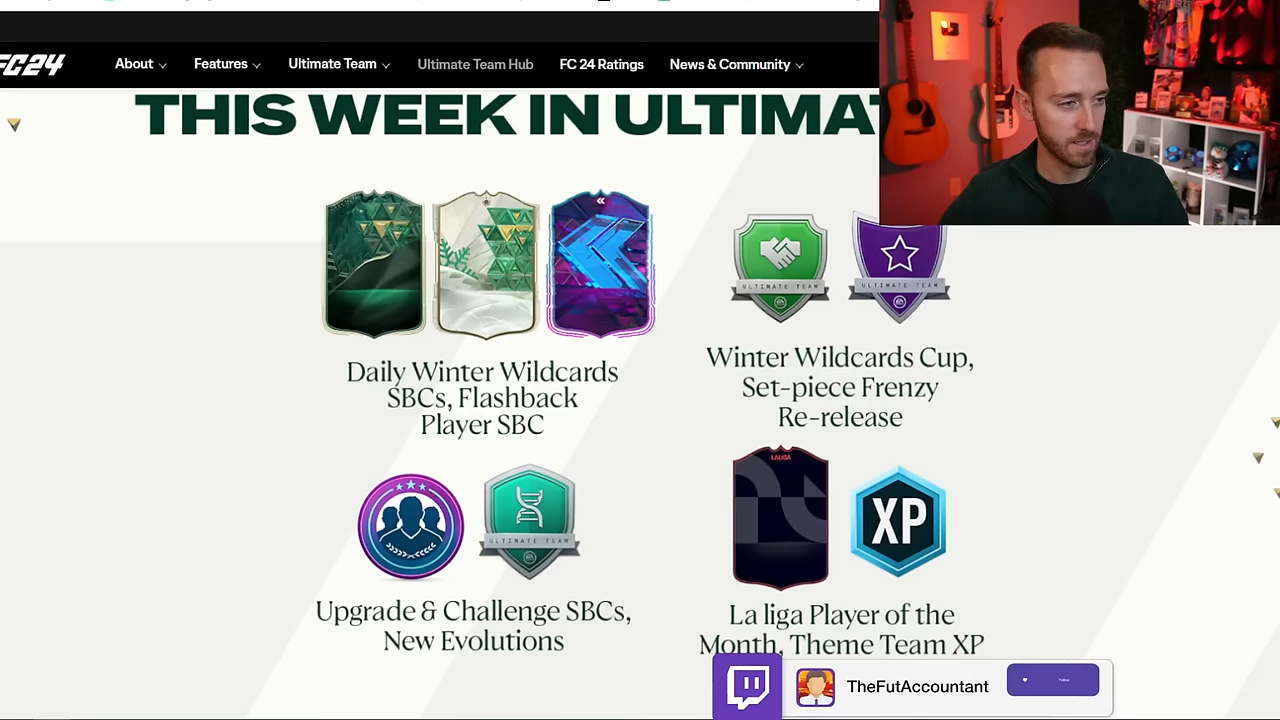 FC24
About
Features
Ultimate Team
Ultimate Team Hub
FC 24 Ratings
News & Community
THIS WEEK IN ULTIMA
Daily Winter Wildcards
SBCs, Flashback
Player SBC
ULTIMATE TEAM
ULTIMATE TEAM
Winter Wildcards Cup,
Set-piece Frenzy
Re-release
ULTIMATE TEAM
Upgrade & Challenge SBCs,
New Evolutions
LALIGA
XP
La liga Player of the
Month, Theme Team XP
TheFutAccountant
Follow